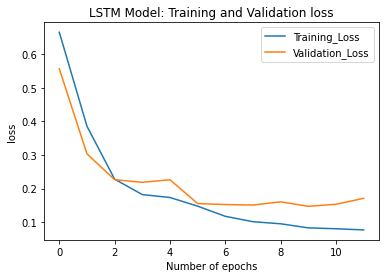 LSTM Model: Training and Validation loss
Training_Loss
Validation_Loss
loss
0.6
0.5
0.4
0.3
0.2
0.1
0 2 4 6 8 10
Number of epochs